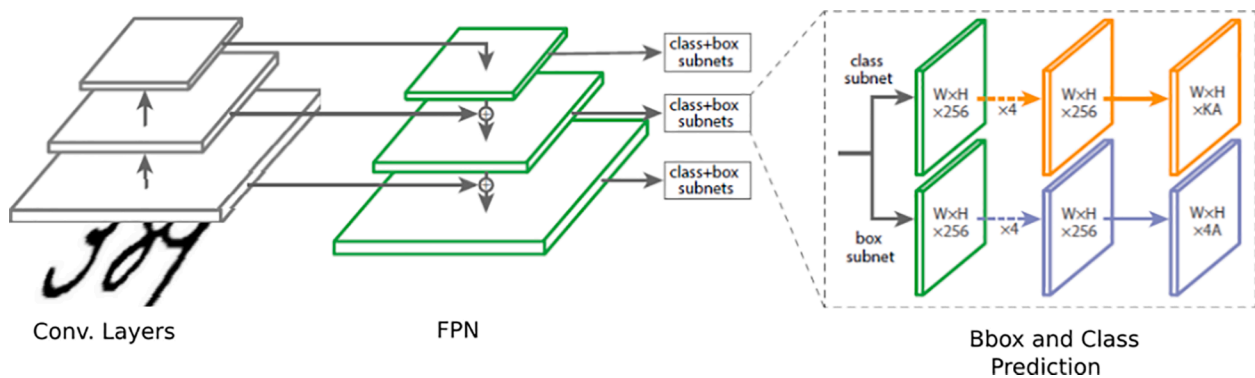 class+box
subnets
class+box
subnets
class+box
subnets
class
subnet
W×H
×256
×4
W×H
×256
W×H
×KA
box
subnet
W×H
×256
×4
W×H
×256
W×H
×4A
389
Conv. Layers
FPN
Bbox and Class
Prediction